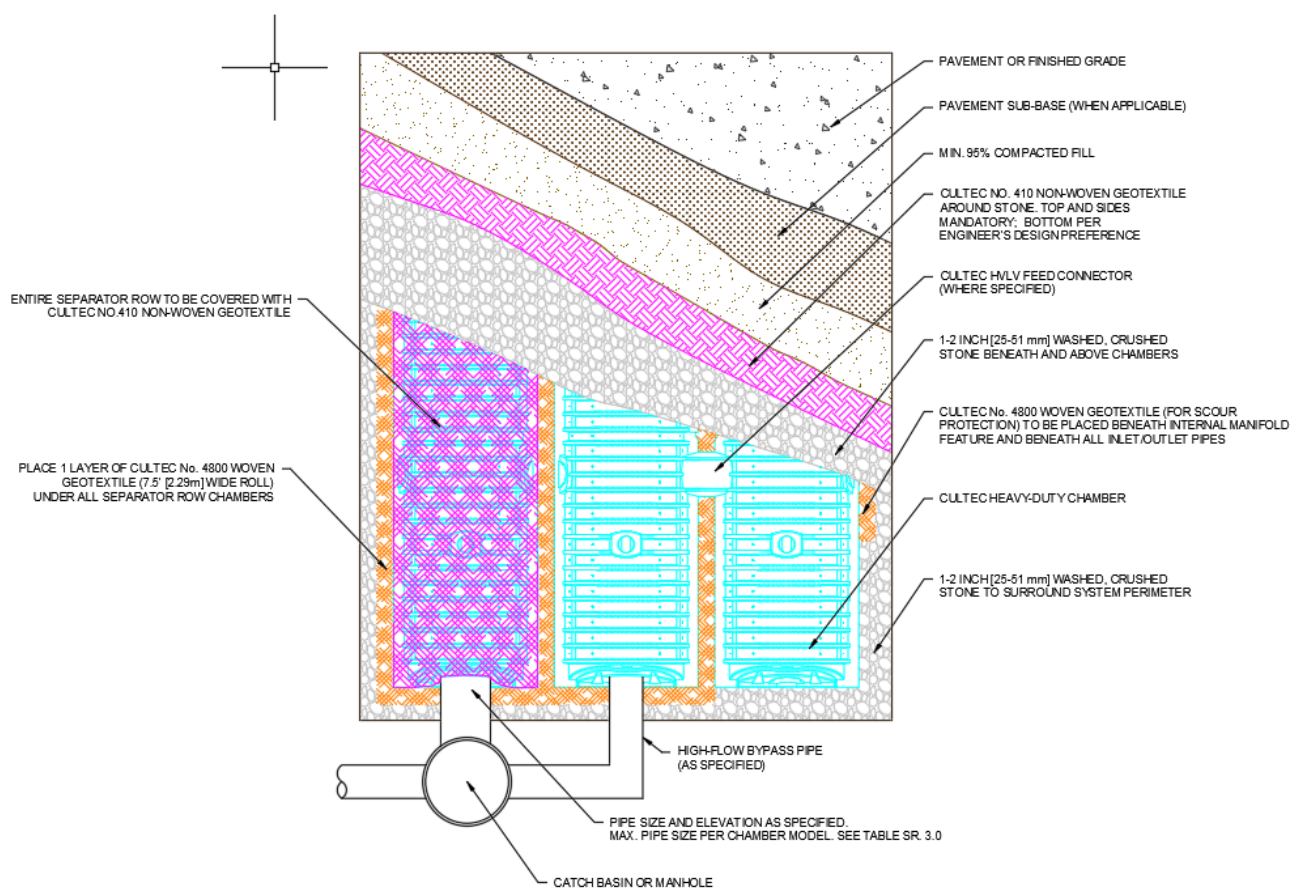 PAVEMENT OR FINISHED GRADE
PAVEMENT SUB-BASE (WHEN APPLICABLE)
MIN. 95% COMPACTED FILL
CULTEC NO. 410 NON-WOVEN GEOTEXTILE
AROUND STONE. TOP AND SIDES
MANDATORY; BOTTOM PER
ENGINEER'S DESIGN PREFERENCE
CULTEC HVLV FEED CONNECTOR
(WHERE SPECIFIED)
ENTIRE SEPARATOR ROW TO BE COVERED WITH
CULTEC NO.410 NON-WOVEN GEOTEXTILE
1-2 INCH [25-51 mm] WASHED, CRUSHED
STONE BENEATH AND ABOVE CHAMBERS
CULTEC No. 4800 WOVEN GEOTEXTILE (FOR SCOUR
PROTECTION) TO BE PLACED BENEATH INTERNAL MANIFOLD
FEATURE AND BENEATH ALL INLET/OUTLET PIPES
PLACE 1 LAYER OF CULTEC No. 4800 WOVEN
GEOTEXTILE (7.5' [2.29m] WIDE ROLL)
UNDER ALL SEPARATOR ROW CHAMBERS
CULTEC HEAVY-DUTY CHAMBER
1-2 INCH [25-51 mm] WASHED, CRUSHED
STONE TO SURROUND SYSTEM PERIMETER
HIGH-FLOW BYPASS PIPE
(AS SPECIFIED)
PIPE SIZE AND ELEVATION AS SPECIFIED.
MAX. PIPE SIZE PER CHAMBER MODEL. SEE TABLE SR. 3.0
CATCH BASIN OR MANHOLE